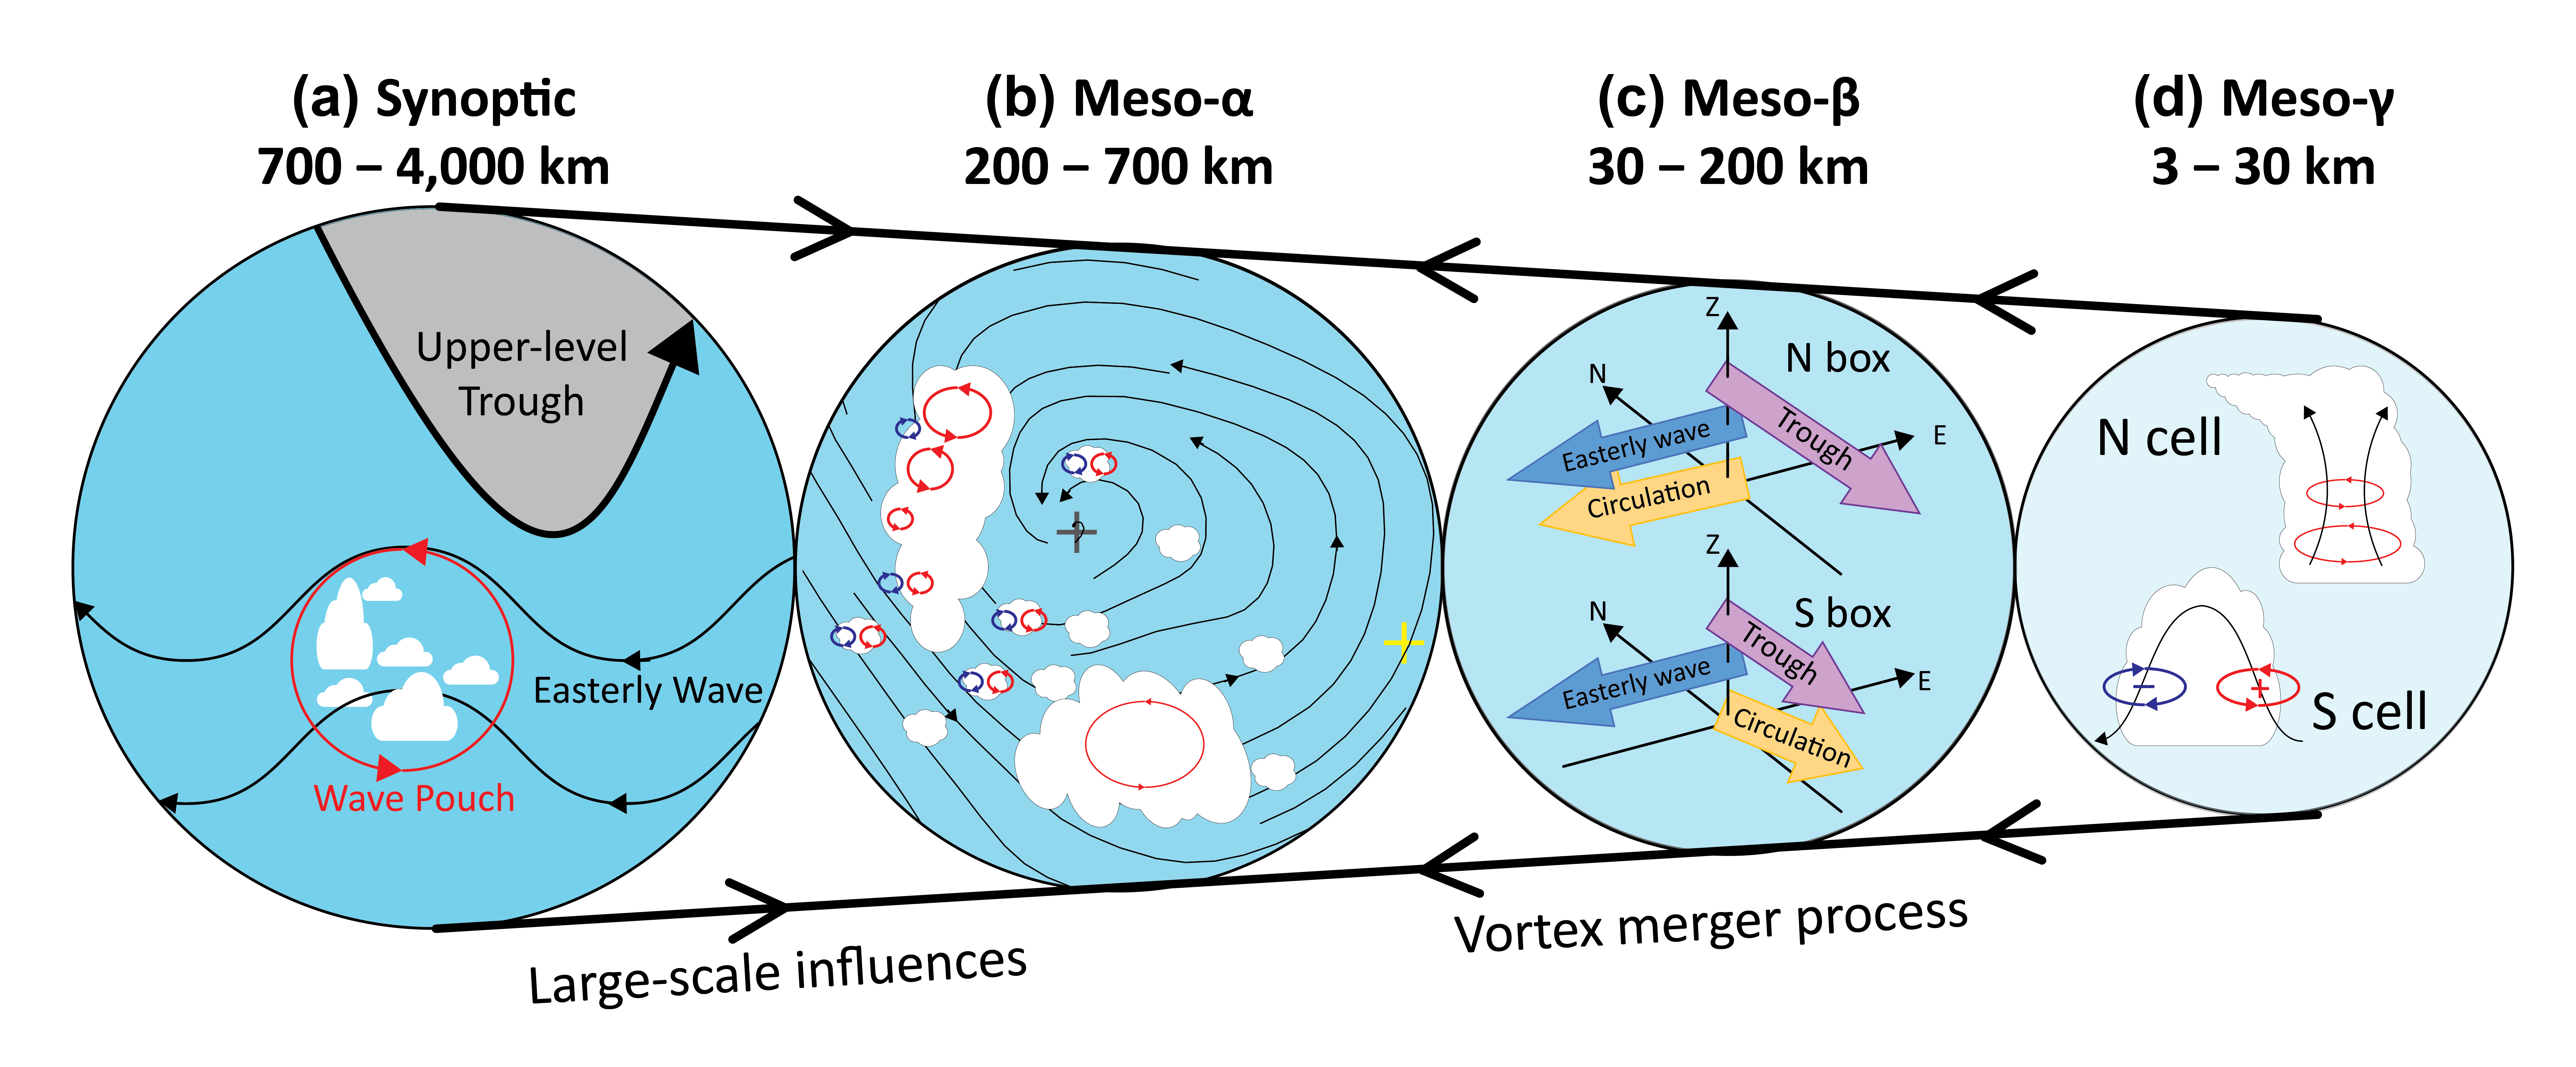 (a) Synoptic
700 – 4,000 km
(b) Meso-α
200 – 700 km
(c) Meso-β
30 – 200 km
(d) Meso-γ
3 – 30 km
Upper-level
Trough
Easterly Wave
Wave Pouch
Z
N box
N
E
Trough
Easterly wave
Circulation
Z
S box
N
E
Trough
Easterly wave
Circulation
N cell
S cell
− +
Large-scale influences
Vortex merger process